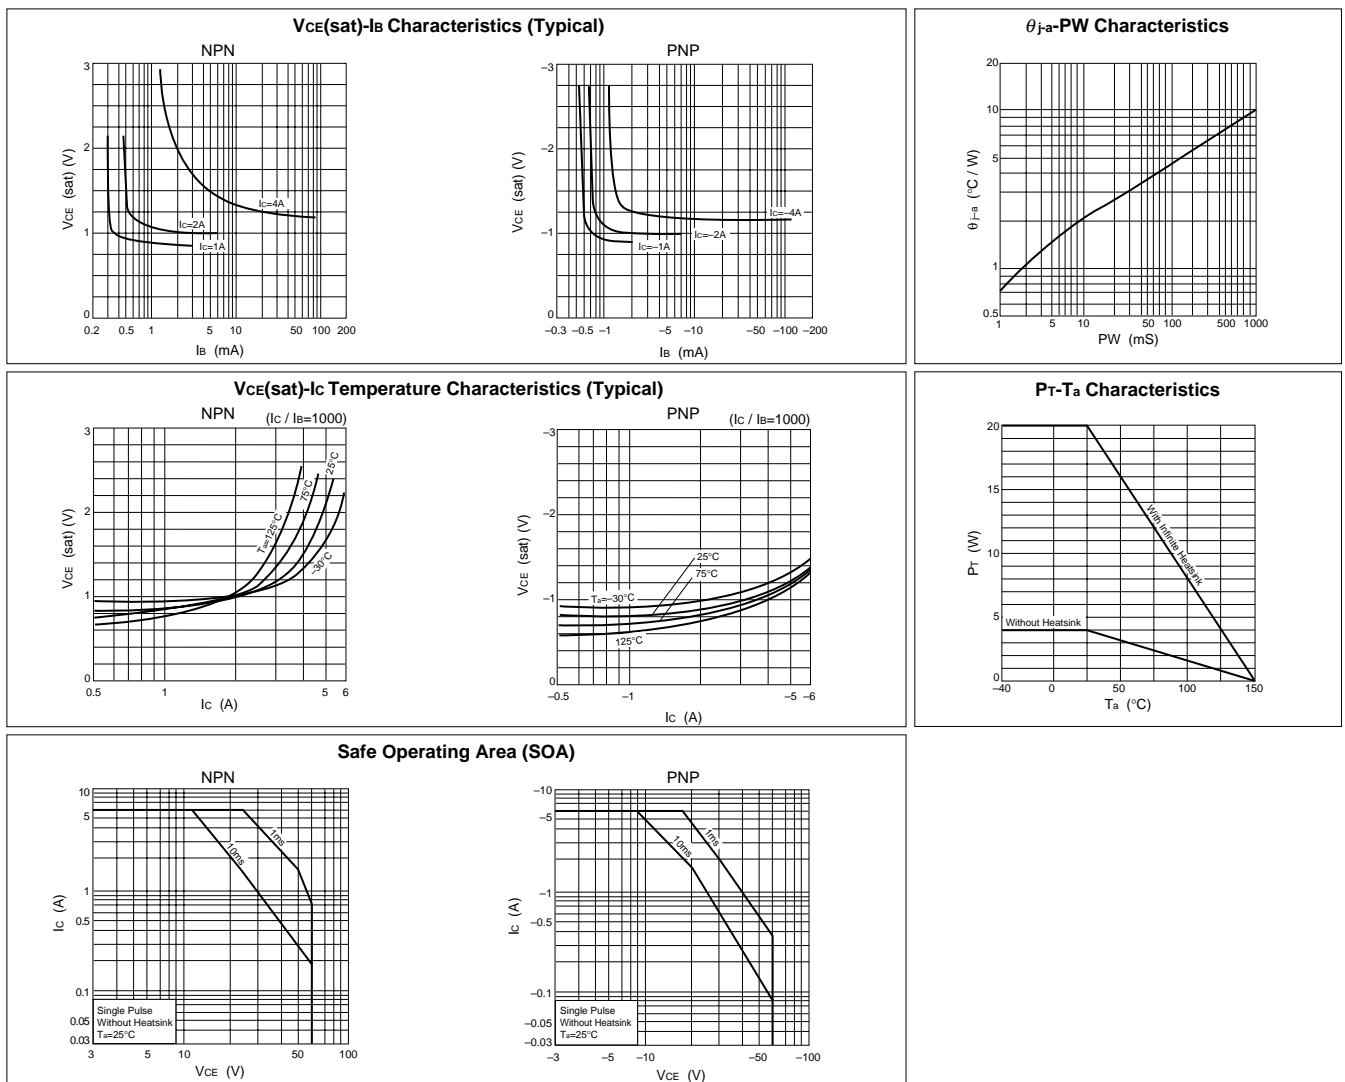 VCE(sat)-IB Characteristics (Typical)
NPN
3
2
1
0
0.2 0.5 1 5 10 50 100 200
VCE (sat) (V)
IB (mA)
IC=4A
IC=2A
IC=1A
PNP
–3
–2
–1
0
–0.3 –0.5 –1 –5 –10 –50 –100 –200
VCE (sat) (V)
IB (mA)
IC=–4A
IC=–2A
IC=–1A
θj-a-PW Characteristics
20
10
5
1
0.5
1 5 10 50 100 500 1000
θj–a (°C / W)
PW (mS)
VCE(sat)-IC Temperature Characteristics (Typical)
NPN
(IC / IB=1000)
3
2
1
0
0.5 1 5 6
VCE (sat) (V)
IC (A)
Ta=125°C
75°C
25°C
–30°C
PNP
(IC / IB=1000)
–3
–2
–1
0
–0.5 –1 –5 –6
VCE (sat) (V)
IC (A)
25°C
75°C
Ta=–30°C
125°C
PT-Ta Characteristics
20
15
10
5
0
–40 0 50 100 150
PT (W)
Ta (°C)
With Infinite Heatsink
Without Heatsink
Safe Operating Area (SOA)
NPN
10
5
1
0.5
0.1
0.05
0.03
3 5 10 50 100
IC (A)
VCE (V)
1ms
10ms
Single Pulse
Without Heatsink
Ta=25°C
PNP
–10
–5
–1
–0.5
–0.1
–0.05
–0.03
–3 –5 –10 –50 –100
IC (A)
VCE (V)
1ms
10ms
Single Pulse
Without Heatsink
Ta=25°C